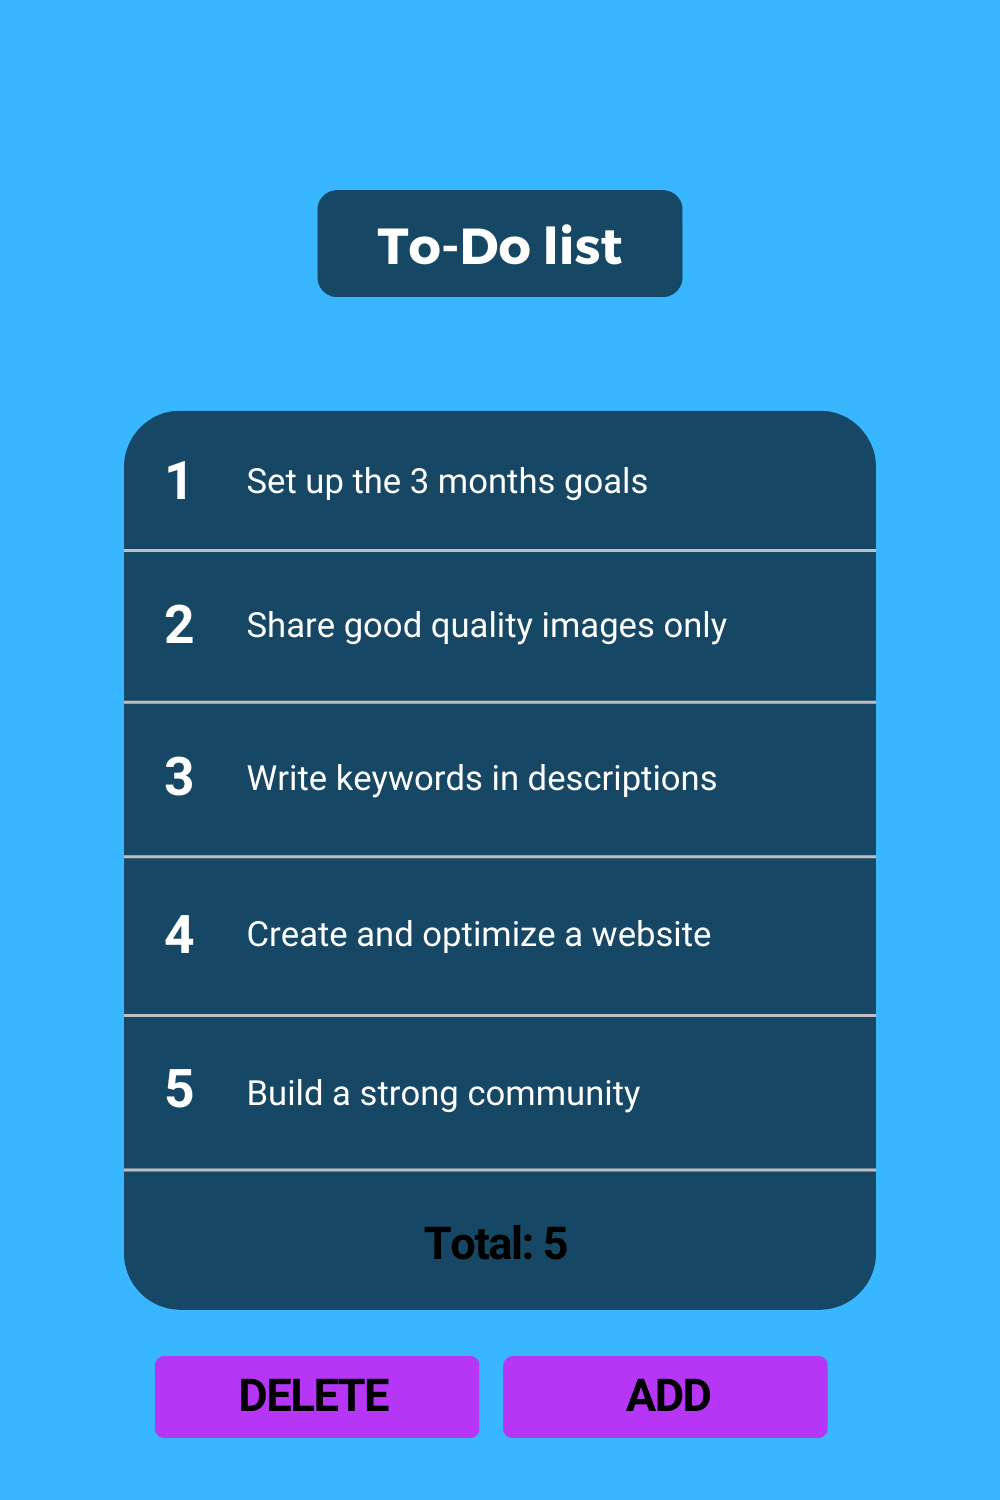 To-Do list
1 Set up the 3 months goals
2 Share good quality images only
3 Write keywords in descriptions
4 Create and optimize a website
5 Build a strong community
Total: 5
DELETE ADD